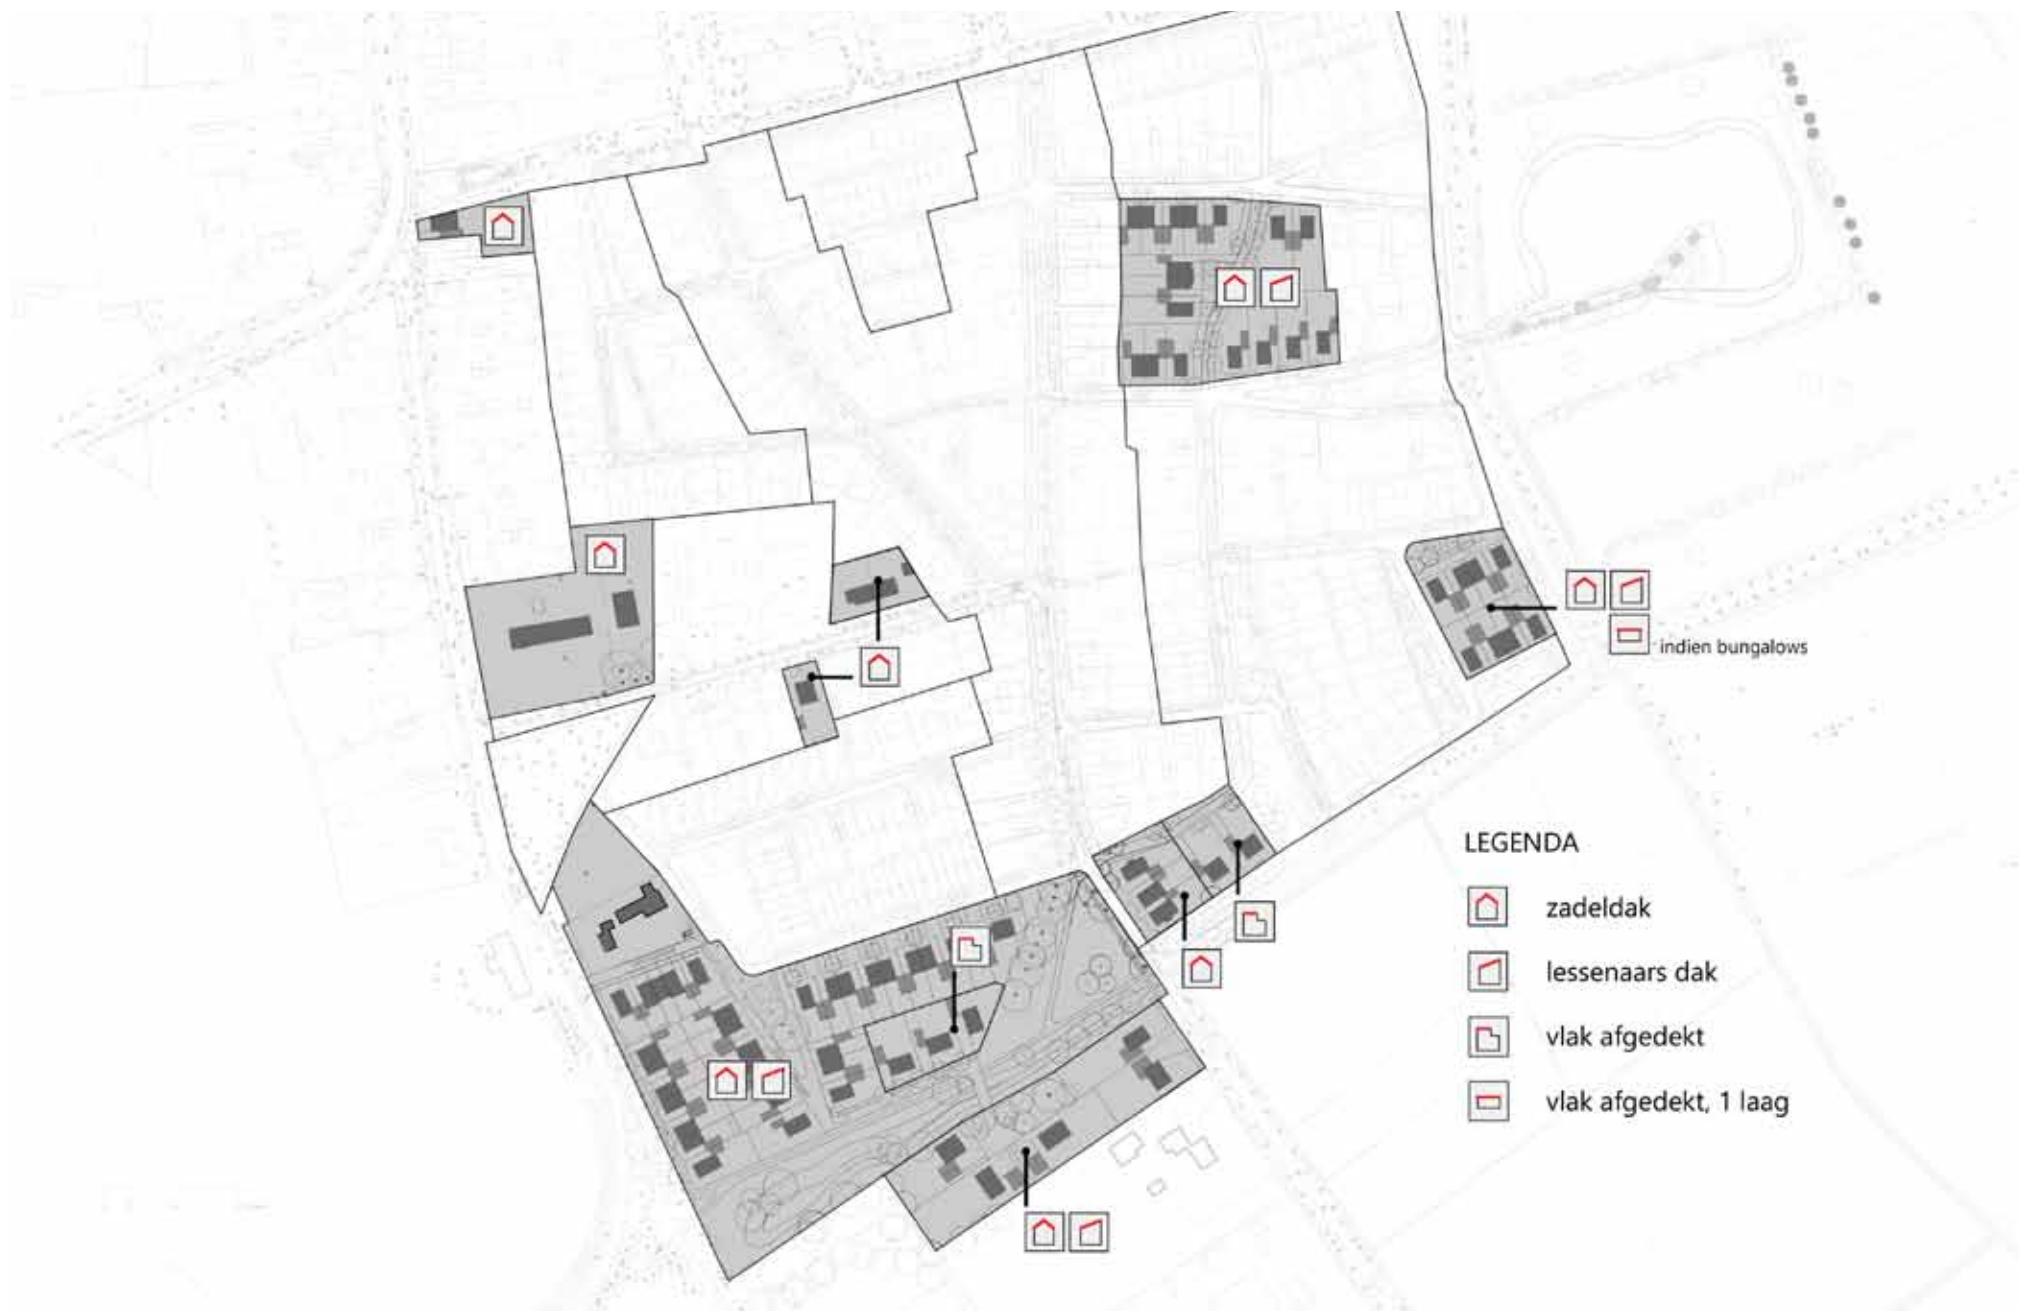 indien bungalows
LEGENDA
zadeldak
lessenaars dak
vlak afgedekt
vlak afgedekt, 1 laag